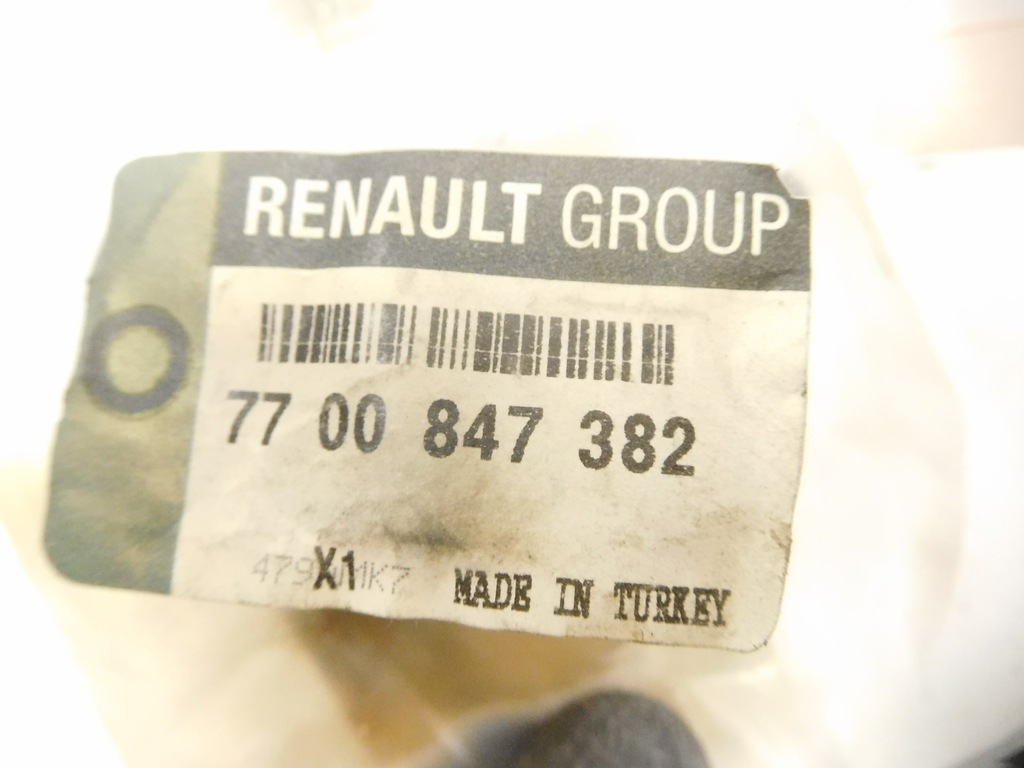 RENAULT GROUP
77 00 847 382
X1 MADE IN TURKEY